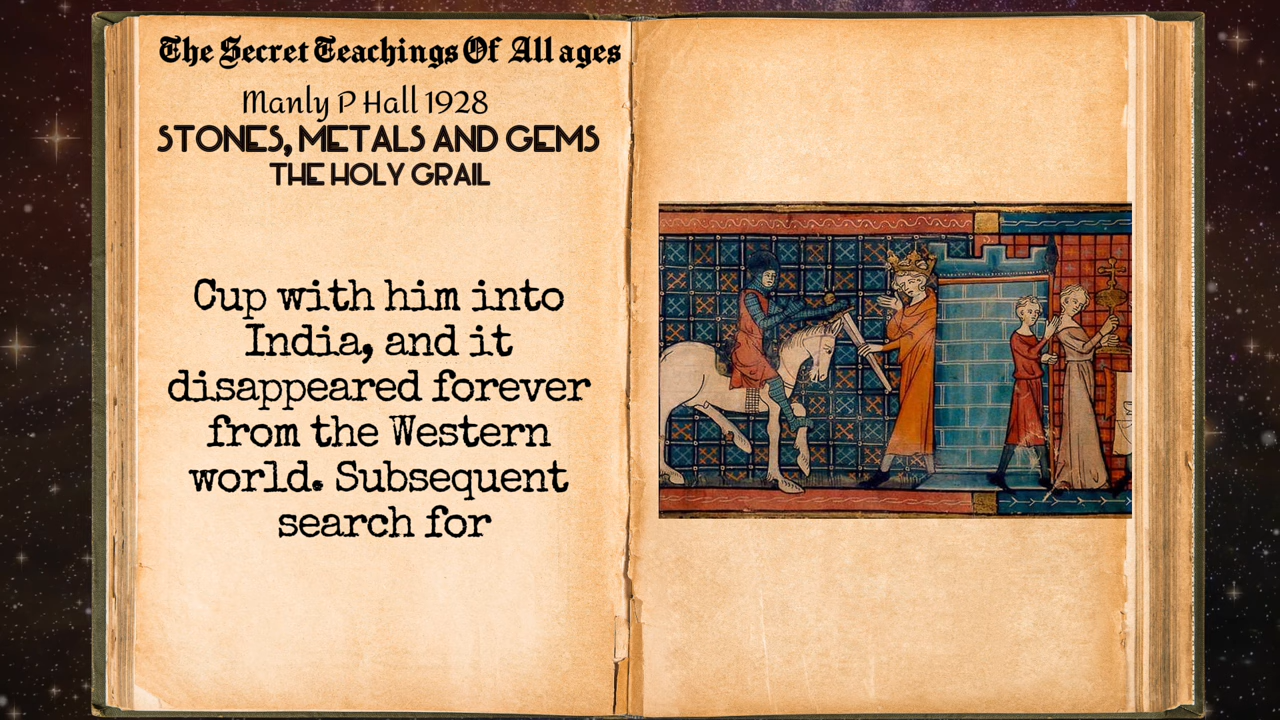 The Secret Teachings Of All ages
Manly P Hall 1928
STONES, METALS AND GEMS
THE HOLY GRAIL
Cup with him into
India, and it
disappeared forever
from the Western
world. Subsequent
search for